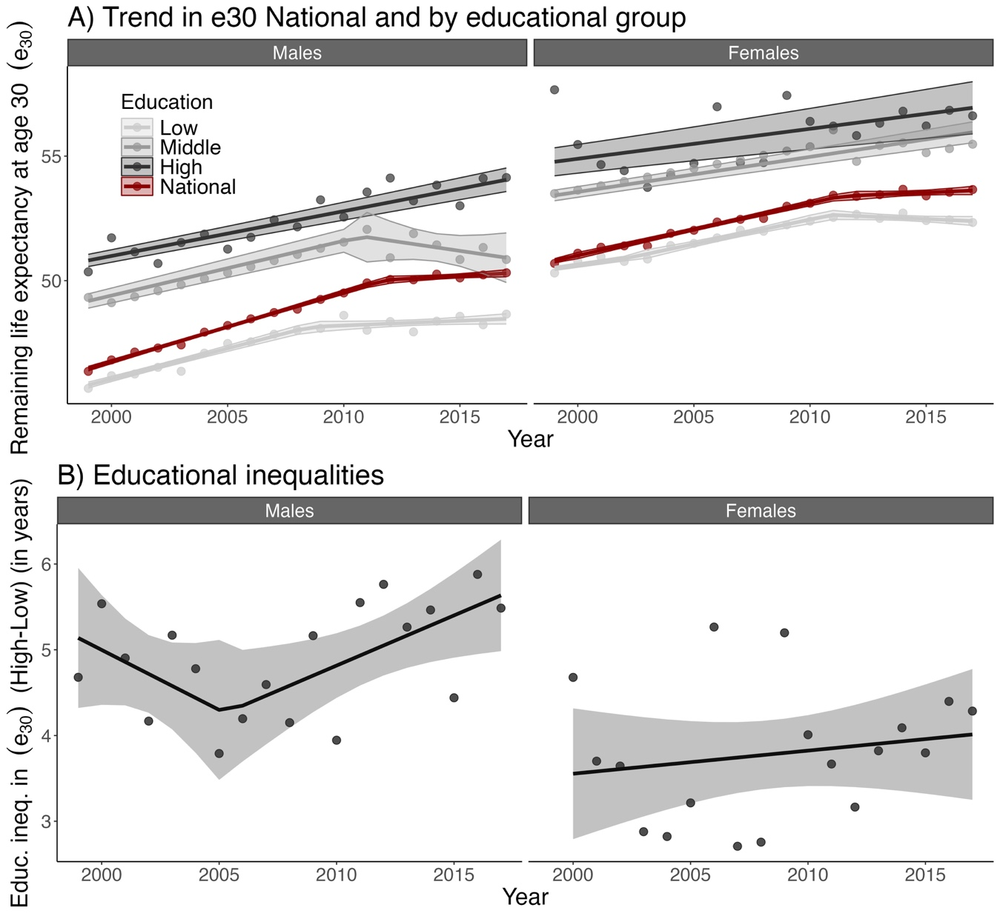 A) Trend in e30 National and by educational group
Remaining life expectancy at age 30 (e30)
Males
Females
Education
Low
Middle
High
National
55
50
2000 2005 2010 2015
2000 2005 2010 2015
Year
B) Educational inequalities
Educ. ineq. in (e30) (High-Low) (in years)
Males
Females
6
5
4
3
2000 2005 2010 2015
2000 2005 2010 2015
Year